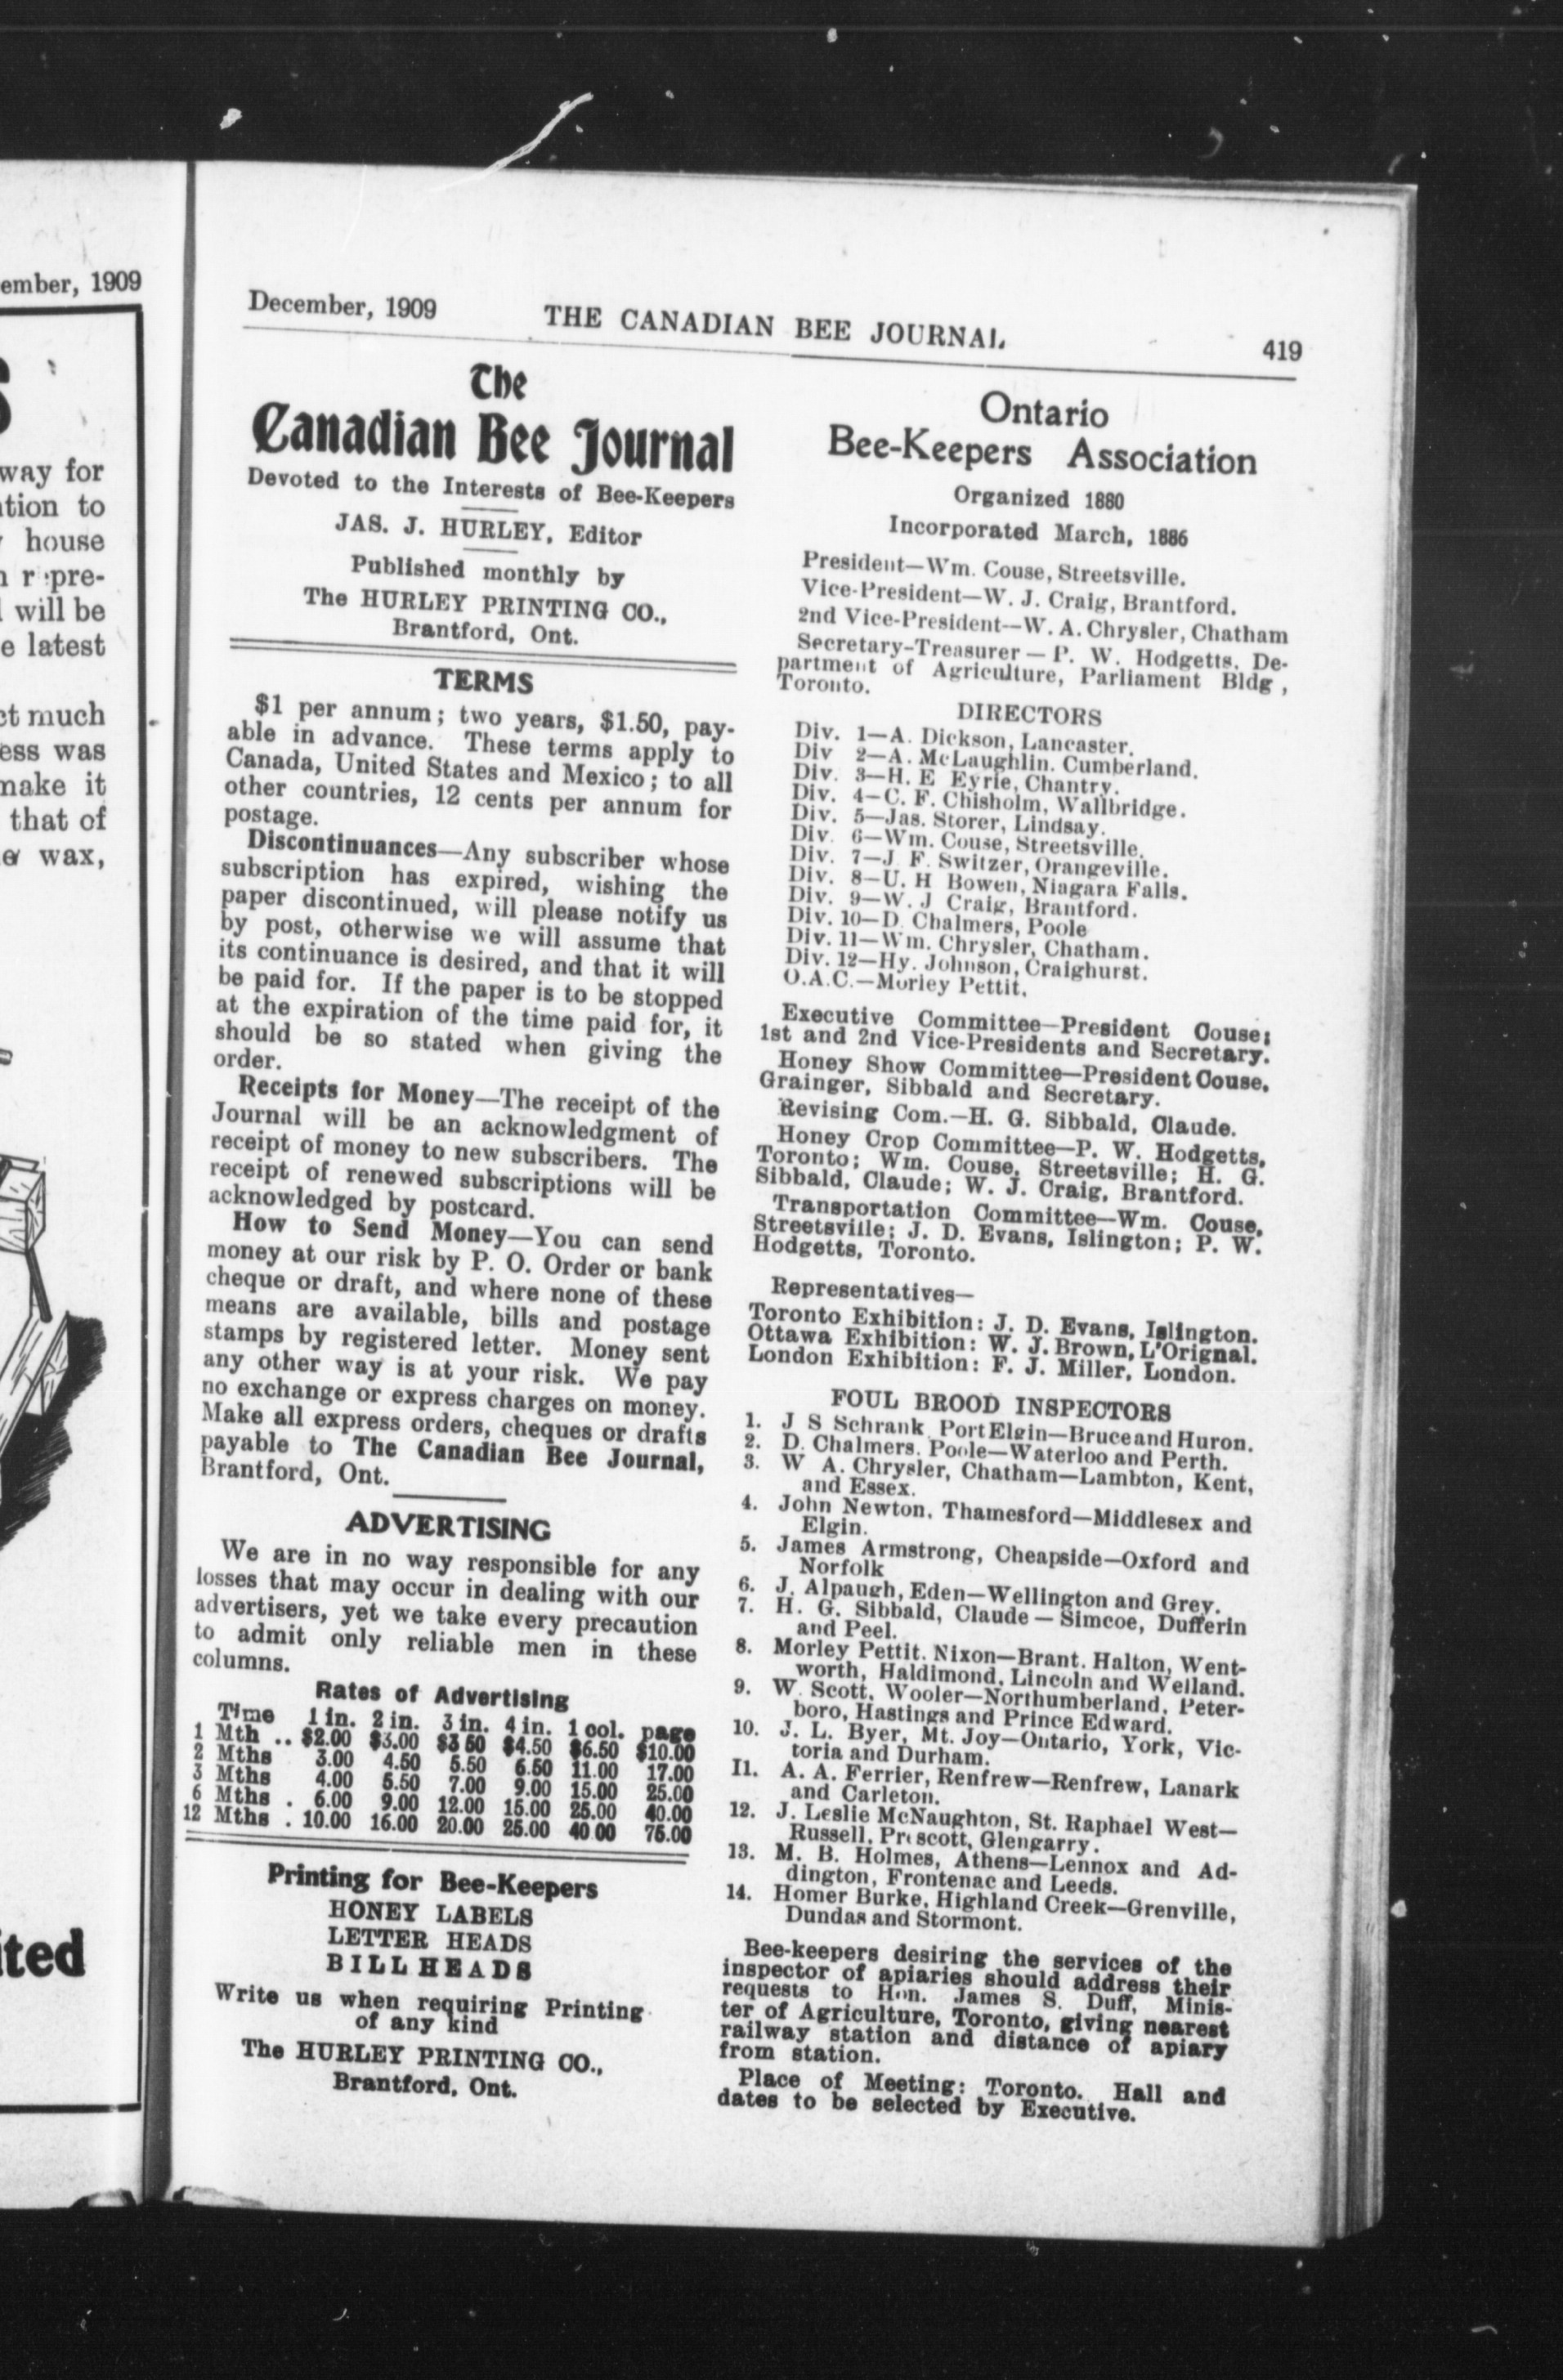 ember, 1909
S
way for
tion to
house
pre-
will be
e latest
ct much
ess was
make it
that of
wax,
ited
December, 1909 THE CANADIAN BEE JOURNAL 419
The
Canadian Bee Journal
Devoted to the Interests of Bee-Keepers
JAS. J. HURLEY, Editor
Published monthly by
The HURLEY PRINTING CO.,
Brantford, Ont.
TERMS
$1 per annum; two years, $1.50, pay-
able in advance. These terms apply to
Canada, United States and Mexico; to all
other countries, 12 cents per annum for
postage.
Discontinuances—Any subscriber whose
subscription has expired, wishing the
paper discontinued, will please notify us
by post, otherwise we will assume that
its continuance is desired, and that it will
be paid for. If the paper is to be stopped
at the expiration of the time paid for, it
should be so stated when giving the
order.
Receipts for Money—The receipt of the
Journal will be an acknowledgment of
receipt of money to new subscribers. The
receipt of renewed subscriptions will be
acknowledged by postcard.
How to Send Money—You can send
money at our risk by P. O. Order or bank
cheque or draft, and where none of these
means are available, bills and postage
stamps by registered letter. Money sent
any other way is at your risk. We pay
no exchange or express charges on money.
Make all express orders, cheques or drafts
payable to The Canadian Bee Journal,
Brantford, Ont.
ADVERTISING
We are in no way responsible for any
losses that may occur in dealing with our
advertisers, yet we take every precaution
to admit only reliable men in these
columns.
Rates of Advertising
Time 1 in. 2 in. 3 in. 4 in. 1 col. page
1 Mth .. $2.00 $3.00 $3 50 $4.50 $6.50 $10.00
2 Mths 3.00 4.50 5.50 6.50 11.00 17.00
3 Mths 4.00 5.50 7.00 9.00 15.00 25.00
6 Mths . 6.00 9.00 12.00 15.00 25.00 40.00
12 Mths . 10.00 16.00 20.00 25.00 40 00 75.00
Printing for Bee-Keepers
HONEY LABELS
LETTER HEADS
BILL HEADS
Write us when requiring Printing
of any kind
The HURLEY PRINTING CO.,
Brantford, Ont.
Ontario
Bee-Keepers Association
Organized 1880
Incorporated March, 1886
President—Wm. Couse, Streetsville.
Vice-President—W. J. Craig, Brantford.
2nd Vice-President—W. A. Chrysler, Chatham
Secretary-Treasurer — P. W. Hodgetts, De-
partment of Agriculture, Parliament Bldg ,
Toronto.
DIRECTORS
Div. 1—A. Dickson, Lancaster.
Div 2—A. McLaughlin. Cumberland.
Div. 3—H. E Eyrie, Chantry.
Div. 4—C. F. Chisholm, Wallbridge.
Div. 5—Jas. Storer, Lindsay.
Div. 6—Wm. Couse, Streetsville.
Div. 7—J. F. Switzer, Orangeville.
Div. 8—U. H Bowen, Niagara Falls.
Div. 9—W. J Craig, Brantford.
Div. 10—D. Chalmers, Poole
Div. 11—Wm. Chrysler, Chatham.
Div. 12—Hy. Johnson, Craighurst.
O.A.C.—Morley Pettit.
Executive Committee—President Couse;
1st and 2nd Vice-Presidents and Secretary.
Honey Show Committee—President Couse,
Grainger, Sibbald and Secretary.
Revising Com.—H. G. Sibbald, Claude.
Honey Crop Committee—P. W. Hodgetts,
Toronto; Wm. Couse, Streetsville; H. G.
Sibbald, Claude; W. J. Craig, Brantford.
Transportation Committee—Wm. Couse,
Streetsville; J. D. Evans, Islington; P. W.
Hodgetts, Toronto.
Representatives—
Toronto Exhibition: J. D. Evans, Islington.
Ottawa Exhibition: W. J. Brown, L'Orignal.
London Exhibition: F. J. Miller, London.
FOUL BROOD INSPECTORS
1. J S Schrank, Port Elgin—Bruce and Huron.
2. D. Chalmers, Poole—Waterloo and Perth.
3. W A. Chrysler, Chatham—Lambton, Kent,
and Essex.
4. John Newton, Thamesford—Middlesex and
Elgin.
5. James Armstrong, Cheapside—Oxford and
Norfolk
6. J. Alpaugh, Eden—Wellington and Grey.
7. H. G. Sibbald, Claude — Simcoe, Dufferin
and Peel.
8. Morley Pettit, Nixon—Brant, Halton, Went-
worth, Haldimond, Lincoln and Welland.
9. W. Scott, Wooler—Northumberland, Peter-
boro, Hastings and Prince Edward.
10. J. L. Byer, Mt. Joy—Ontario, York, Vic-
toria and Durham.
11. A. A. Ferrier, Renfrew—Renfrew, Lanark
and Carleton.
12. J. Leslie McNaughton, St. Raphael West—
Russell, Prescott, Glengarry.
13. M. B. Holmes, Athens—Lennox and Ad-
dington, Frontenac and Leeds.
14. Homer Burke, Highland Creek—Grenville,
Dundas and Stormont.
Bee-keepers desiring the services of the
inspector of apiaries should address their
requests to Hon. James S. Duff, Minis-
ter of Agriculture, Toronto, giving nearest
railway station and distance of apiary
from station.
Place of Meeting: Toronto. Hall and
dates to be selected by Executive.